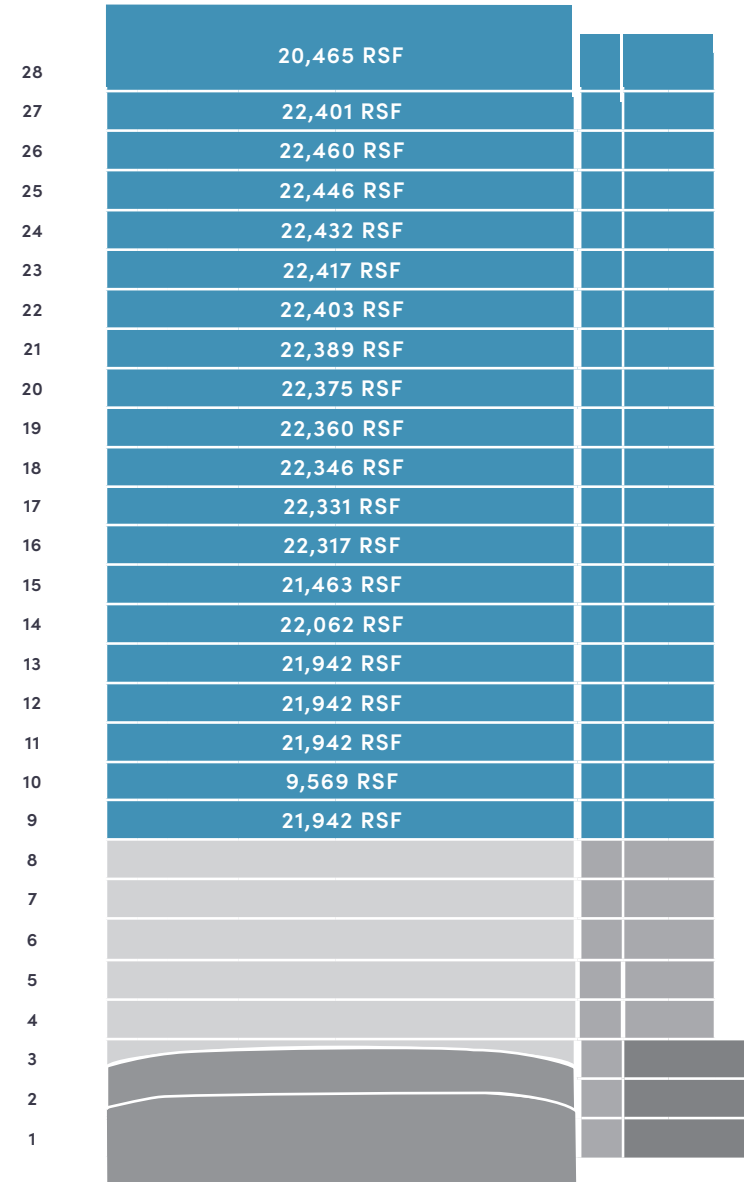 28 20,465 RSF
27 22,401 RSF
26 22,460 RSF
25 22,446 RSF
24 22,432 RSF
23 22,417 RSF
22 22,403 RSF
21 22,389 RSF
20 22,375 RSF
19 22,360 RSF
18 22,346 RSF
17 22,331 RSF
16 22,317 RSF
15 21,463 RSF
14 22,062 RSF
13 21,942 RSF
12 21,942 RSF
11 21,942 RSF
10 9,569 RSF
9 21,942 RSF
8
7
6
5
4
3
2
1